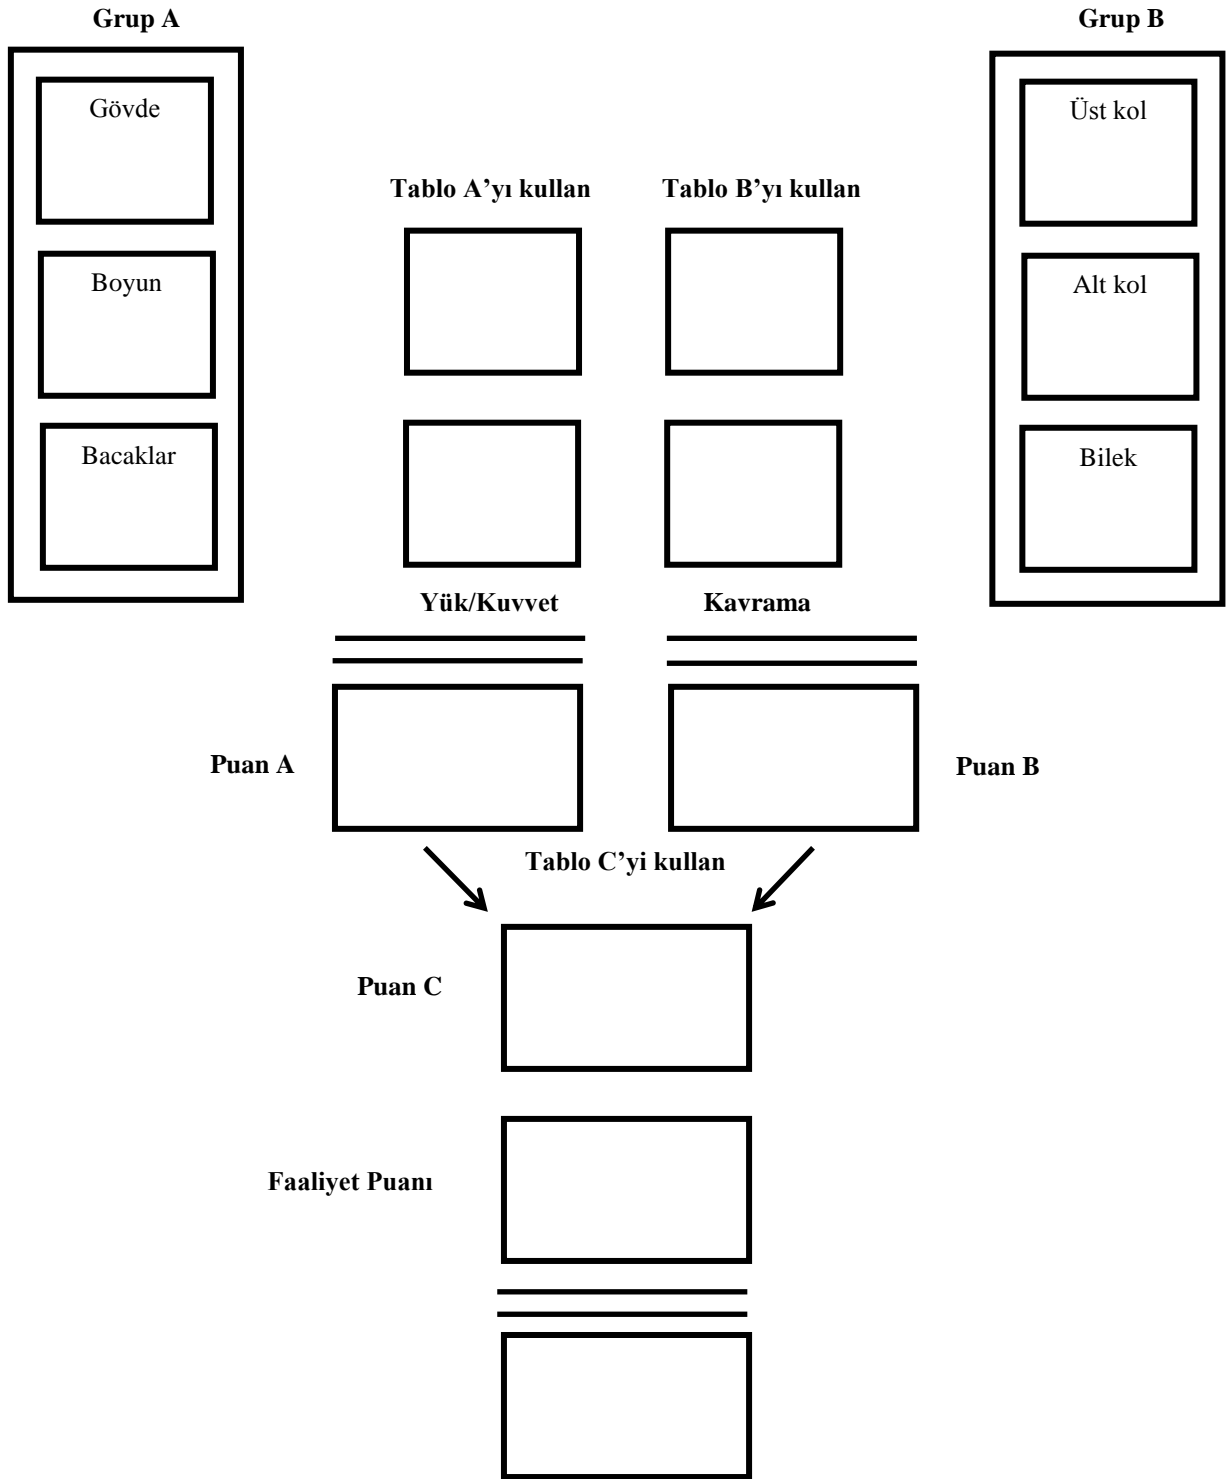 Grup A
Grup B
Gövde
Üst kol
Tablo A’yı kullan
Tablo B’yı kullan
Boyun
Alt kol
Bacaklar
Bilek
Yük/Kuvvet
Kavrama
Puan A
Puan B
Tablo C’yi kullan
Puan C
Faaliyet Puanı